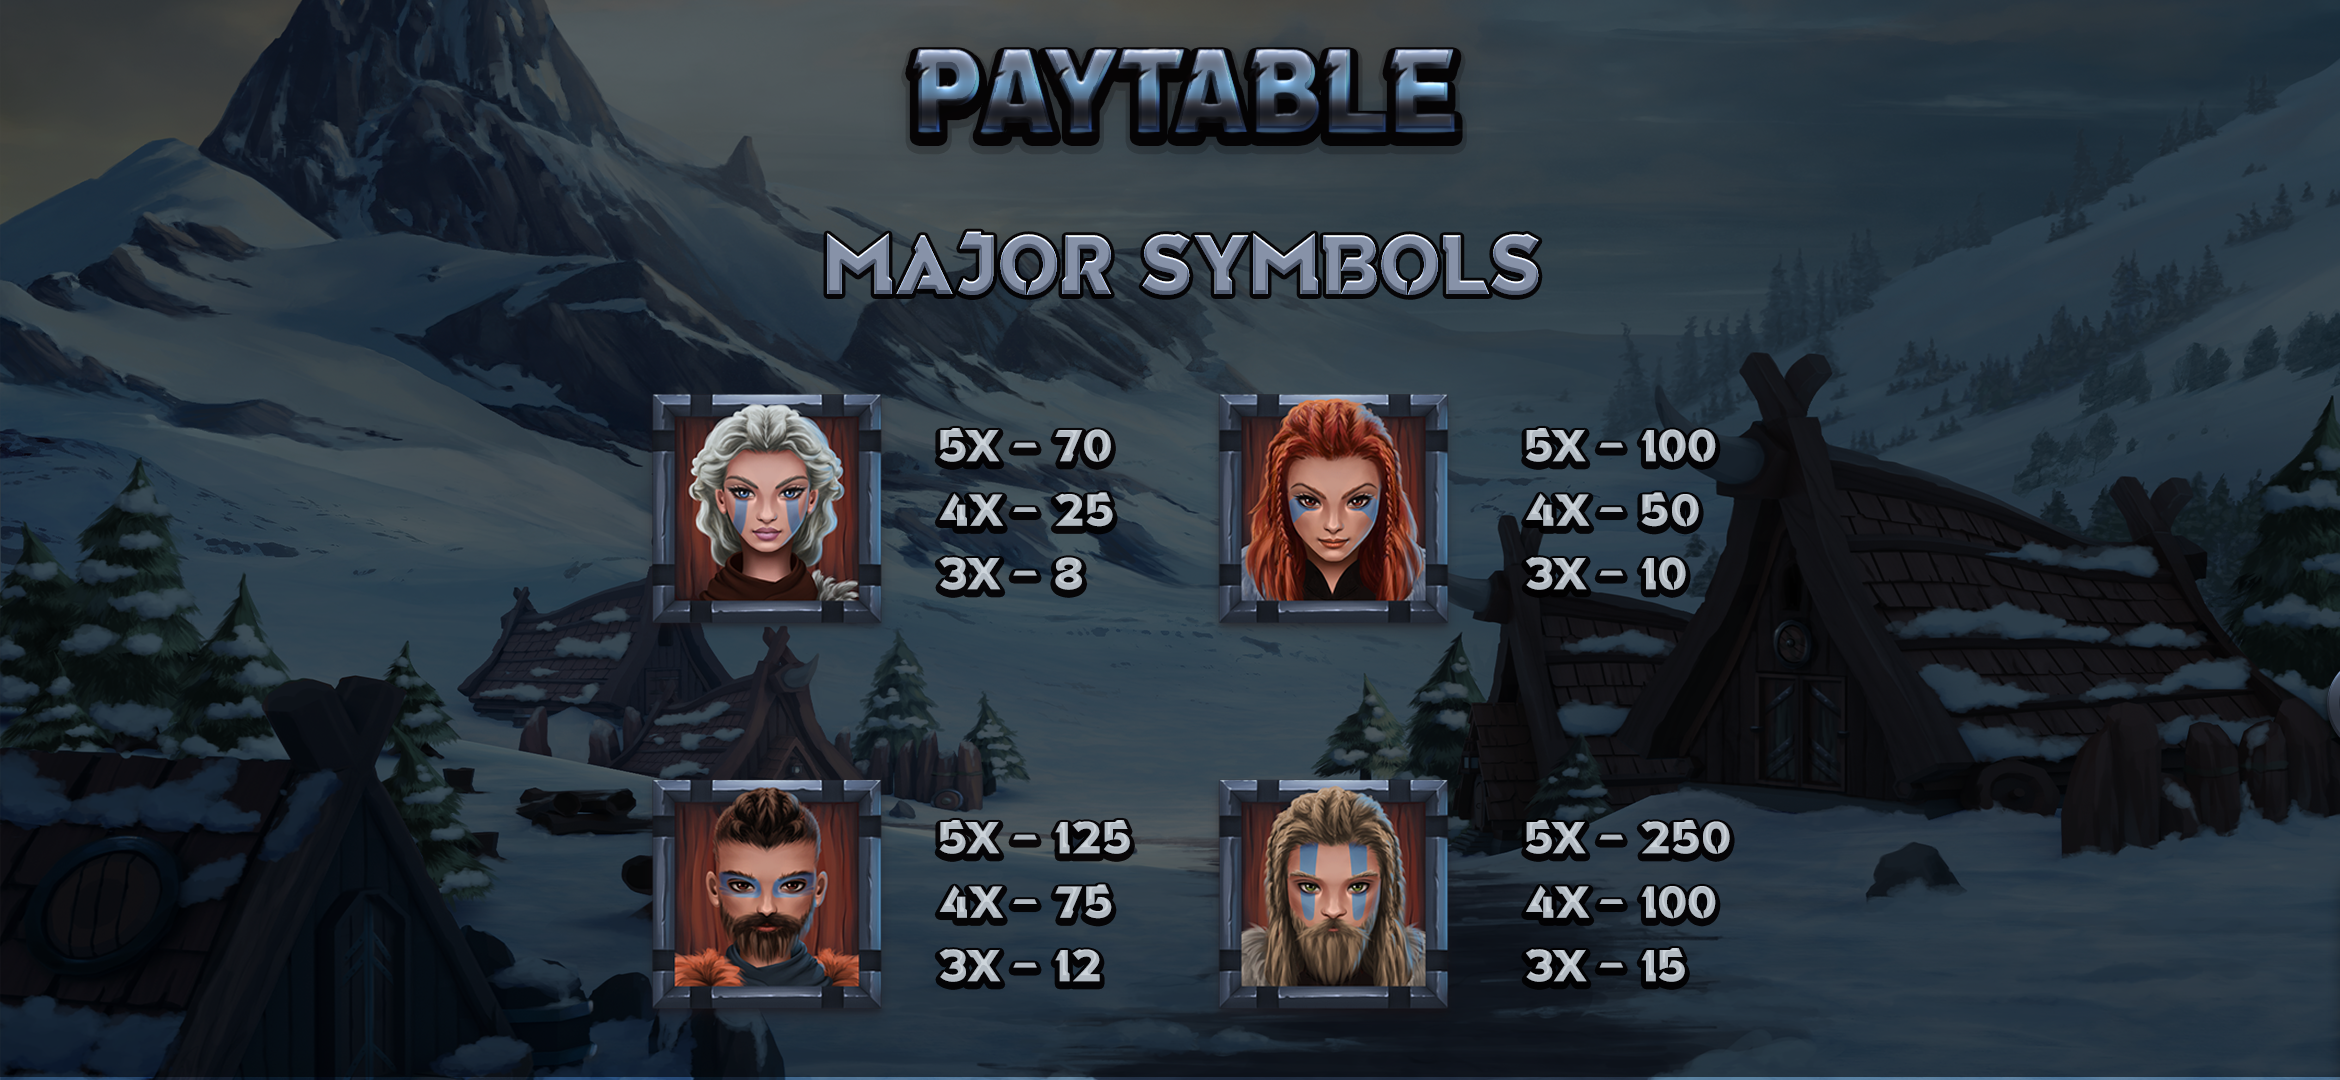 PAYTABLE
MAJOR SYMBOLS
5X – 70
4X – 25
3X – 8
5X – 100
4X – 50
3X – 10
5X – 125
4X – 75
3X – 12
5X – 250
4X – 100
3X – 15